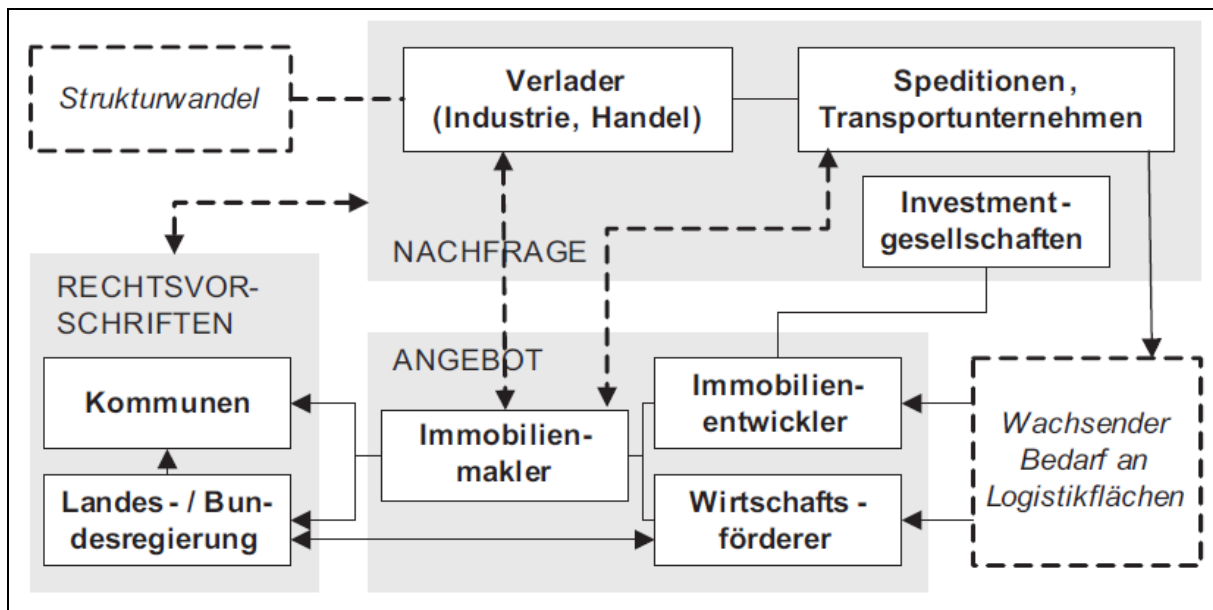 Strukturwandel
Verlader
(Industrie, Handel)
Speditionen,
Transportunternehmen
Investment-
gesellschaften
NACHFRAGE
RECHTSVOR-
SCHRIFTEN
Kommunen
Landes- / Bun-
desregierung
ANGEBOT
Immobilien-
makler
Immobilien-
entwickler
Wirtschafts-
förderer
Wachsender
Bedarf an
Logistikflächen